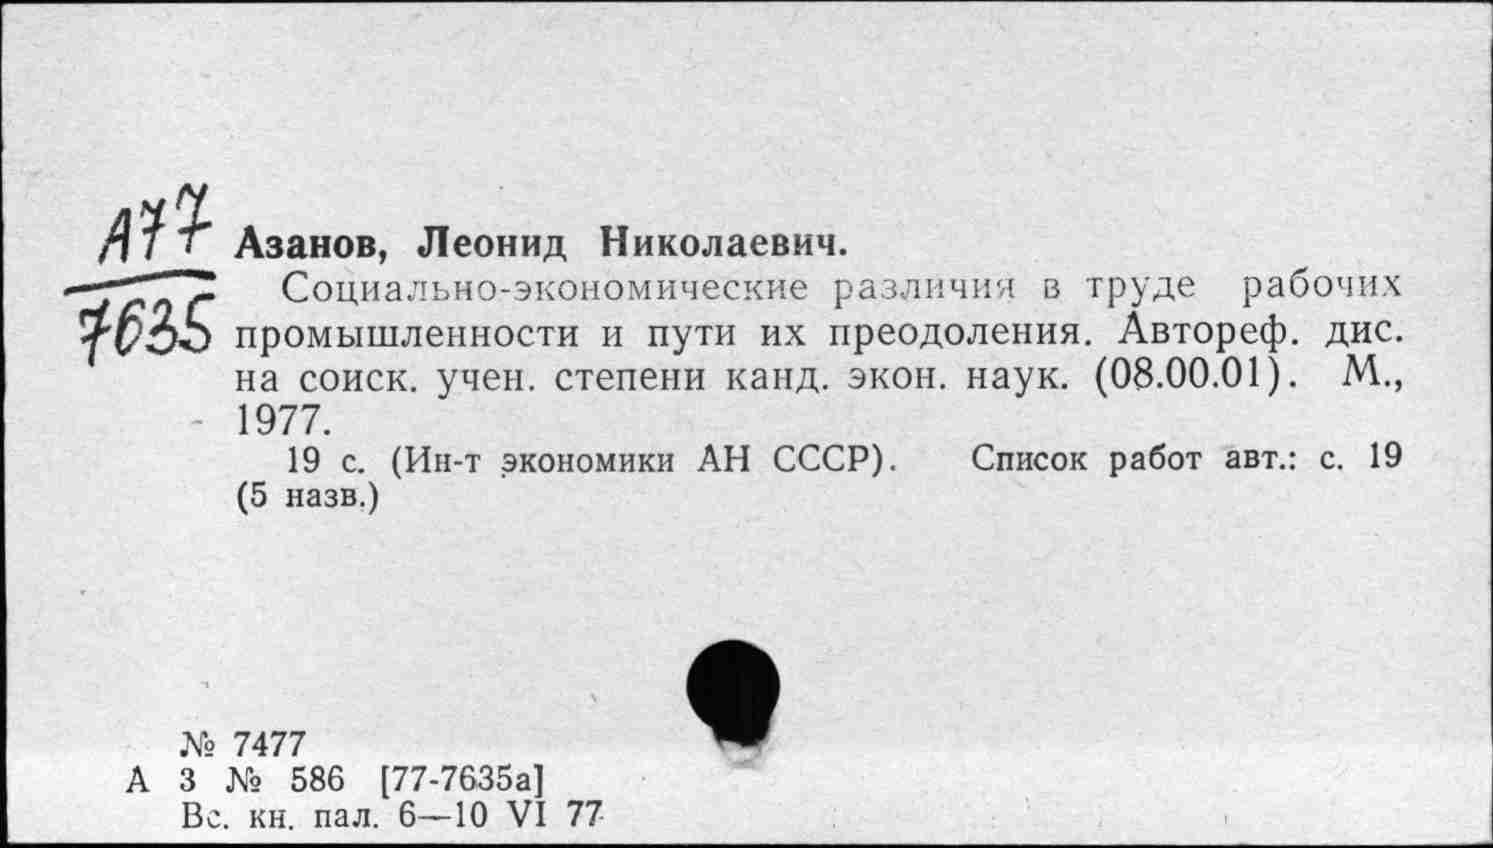 А77
7635
Азанов, Леонид Николаевич.
Социально-экономические различия в труде рабочих
промышленности и пути их преодоления. Автореф. дис.
на соиск. учен. степени канд. экон. наук. (08.00.01). М.,
1977.
19 с. (Ин-т экономики АН СССР). Список работ авт.: с. 19
(5 назв.)
№ 7477
А 3 № 586 [77-7635а]
Вс. кн. пал. 6—10 VI 77